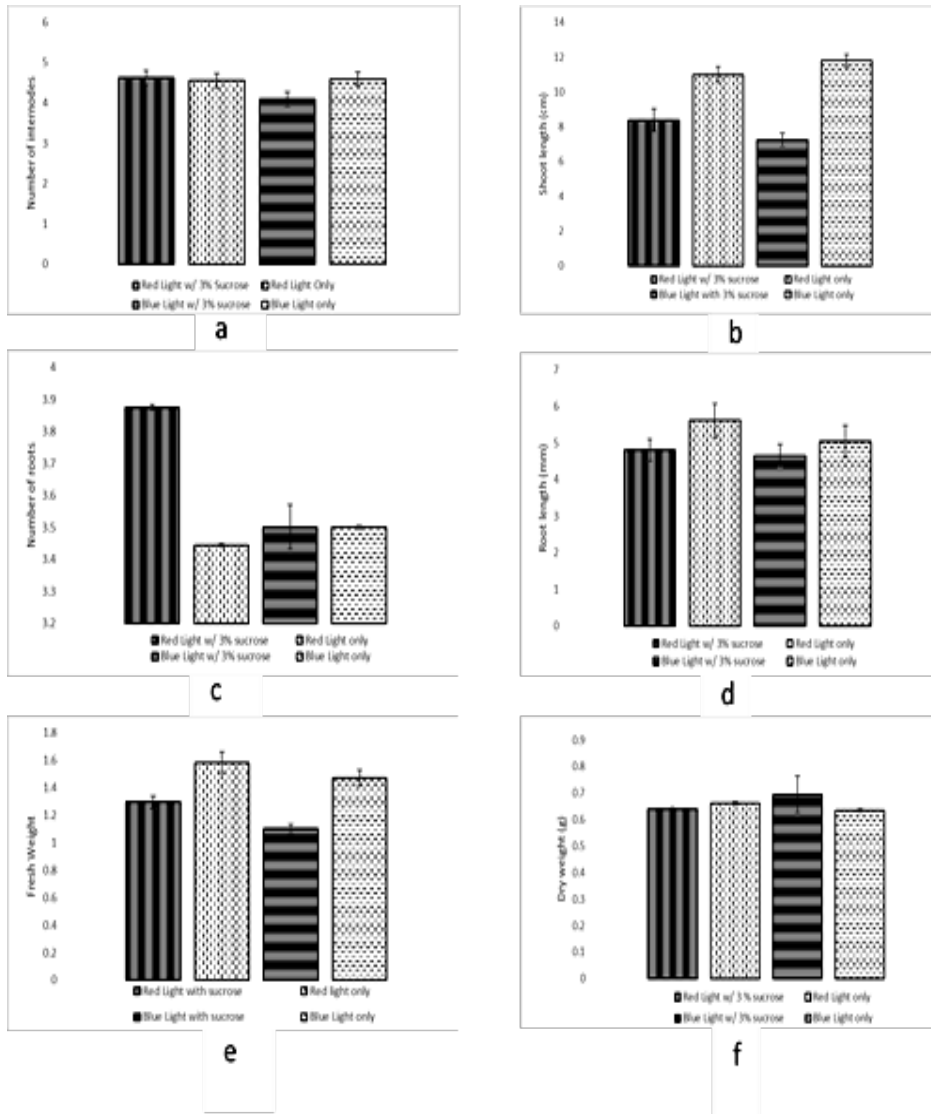 6
5
4
3
2
1
0
Number of internodes
Red Light w/ 3% Sucrose
Red Light Only
Blue Light w/ 3% sucrose
Blue Light only
a
14
12
10
8
6
4
2
0
Shoot length (cm)
Red Light w/ 3% sucrose
Red Light only
Blue Light with 3% sucrose
Blue Light only
b
4
3.9
3.8
3.7
3.6
3.5
3.4
3.3
3.2
Number of roots
Red Light w/ 3% sucrose
Red Light only
Blue Light w/ 3% sucrose
Blue Light only
c
7
6
5
4
3
2
1
0
Root length (mm)
Red Light w/ 3% sucrose
Red Light only
Blue Light w/ 3% sucrose
Blue Light only
d
1.8
1.6
1.4
1.2
1
0.8
0.6
0.4
0.2
0
Fresh Weight
Red Light with sucrose
Red light only
Blue Light with sucrose
Blue Light only
e
0.9
0.8
0.7
0.6
0.5
0.4
0.3
0.2
0.1
0
Dry weight (g)
Red Light w/ 3 % sucrose
Red Light only
Blue Light w/ 3% sucrose
Blue Light only
f